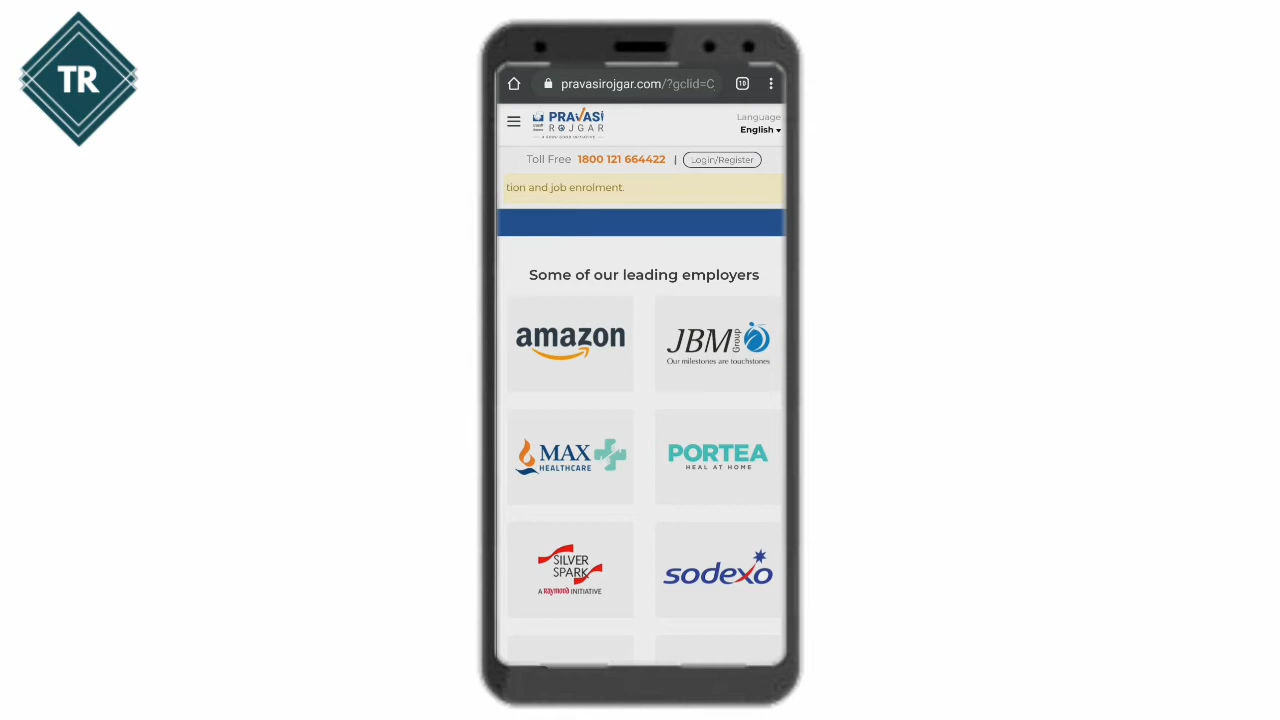 TR
pravasirojgar.com/?gclid=C
10
PRAVASI
ROJGAR
Language
English
Toll Free 1800 121 664422 | Login/Register
tion and job enrolment.
Some of our leading employers
amazon
JBM Group
Our milestones are touchstones
MAX
HEALTHCARE
PORTEA
HEAL AT HOME
SILVER
SPARK
A Raymond INITIATIVE
sodexo